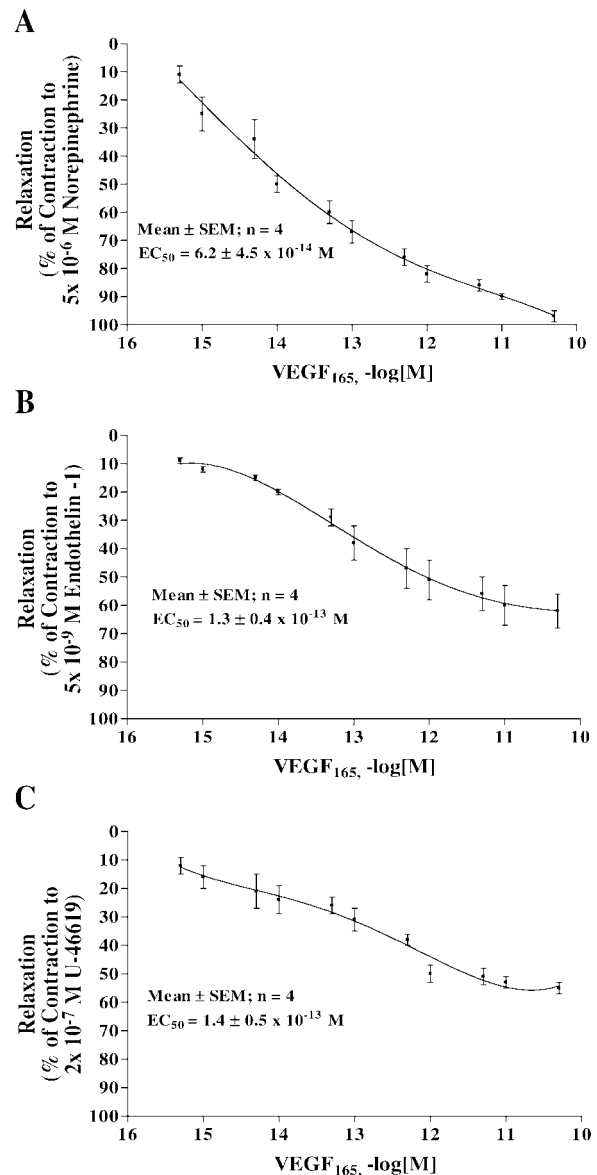 A
0
10
20
30
40
50
60
70
80
90
100
Relaxation
(% of Contraction to
5x 10⁻⁶ M Norepinephrine)
Mean ± SEM; n = 4
EC₅₀ = 6.2 ± 4.5 x 10⁻¹⁴ M
16 15 14 13 12 11 10
VEGF₁₆₅, -log[M]
B
0
10
20
30
40
50
60
70
80
90
100
Relaxation
(% of Contraction to
5x 10⁻⁹ M Endothelin -1)
Mean ± SEM; n = 4
EC₅₀ = 1.3 ± 0.4 x 10⁻¹³ M
16 15 14 13 12 11 10
VEGF₁₆₅, -log[M]
C
0
10
20
30
40
50
60
70
80
90
100
Relaxation
(% of Contraction to
2x 10⁻⁷ M U-46619)
Mean ± SEM; n = 4
EC₅₀ = 1.4 ± 0.5 x 10⁻¹³ M
16 15 14 13 12 11 10
VEGF₁₆₅, -log[M]